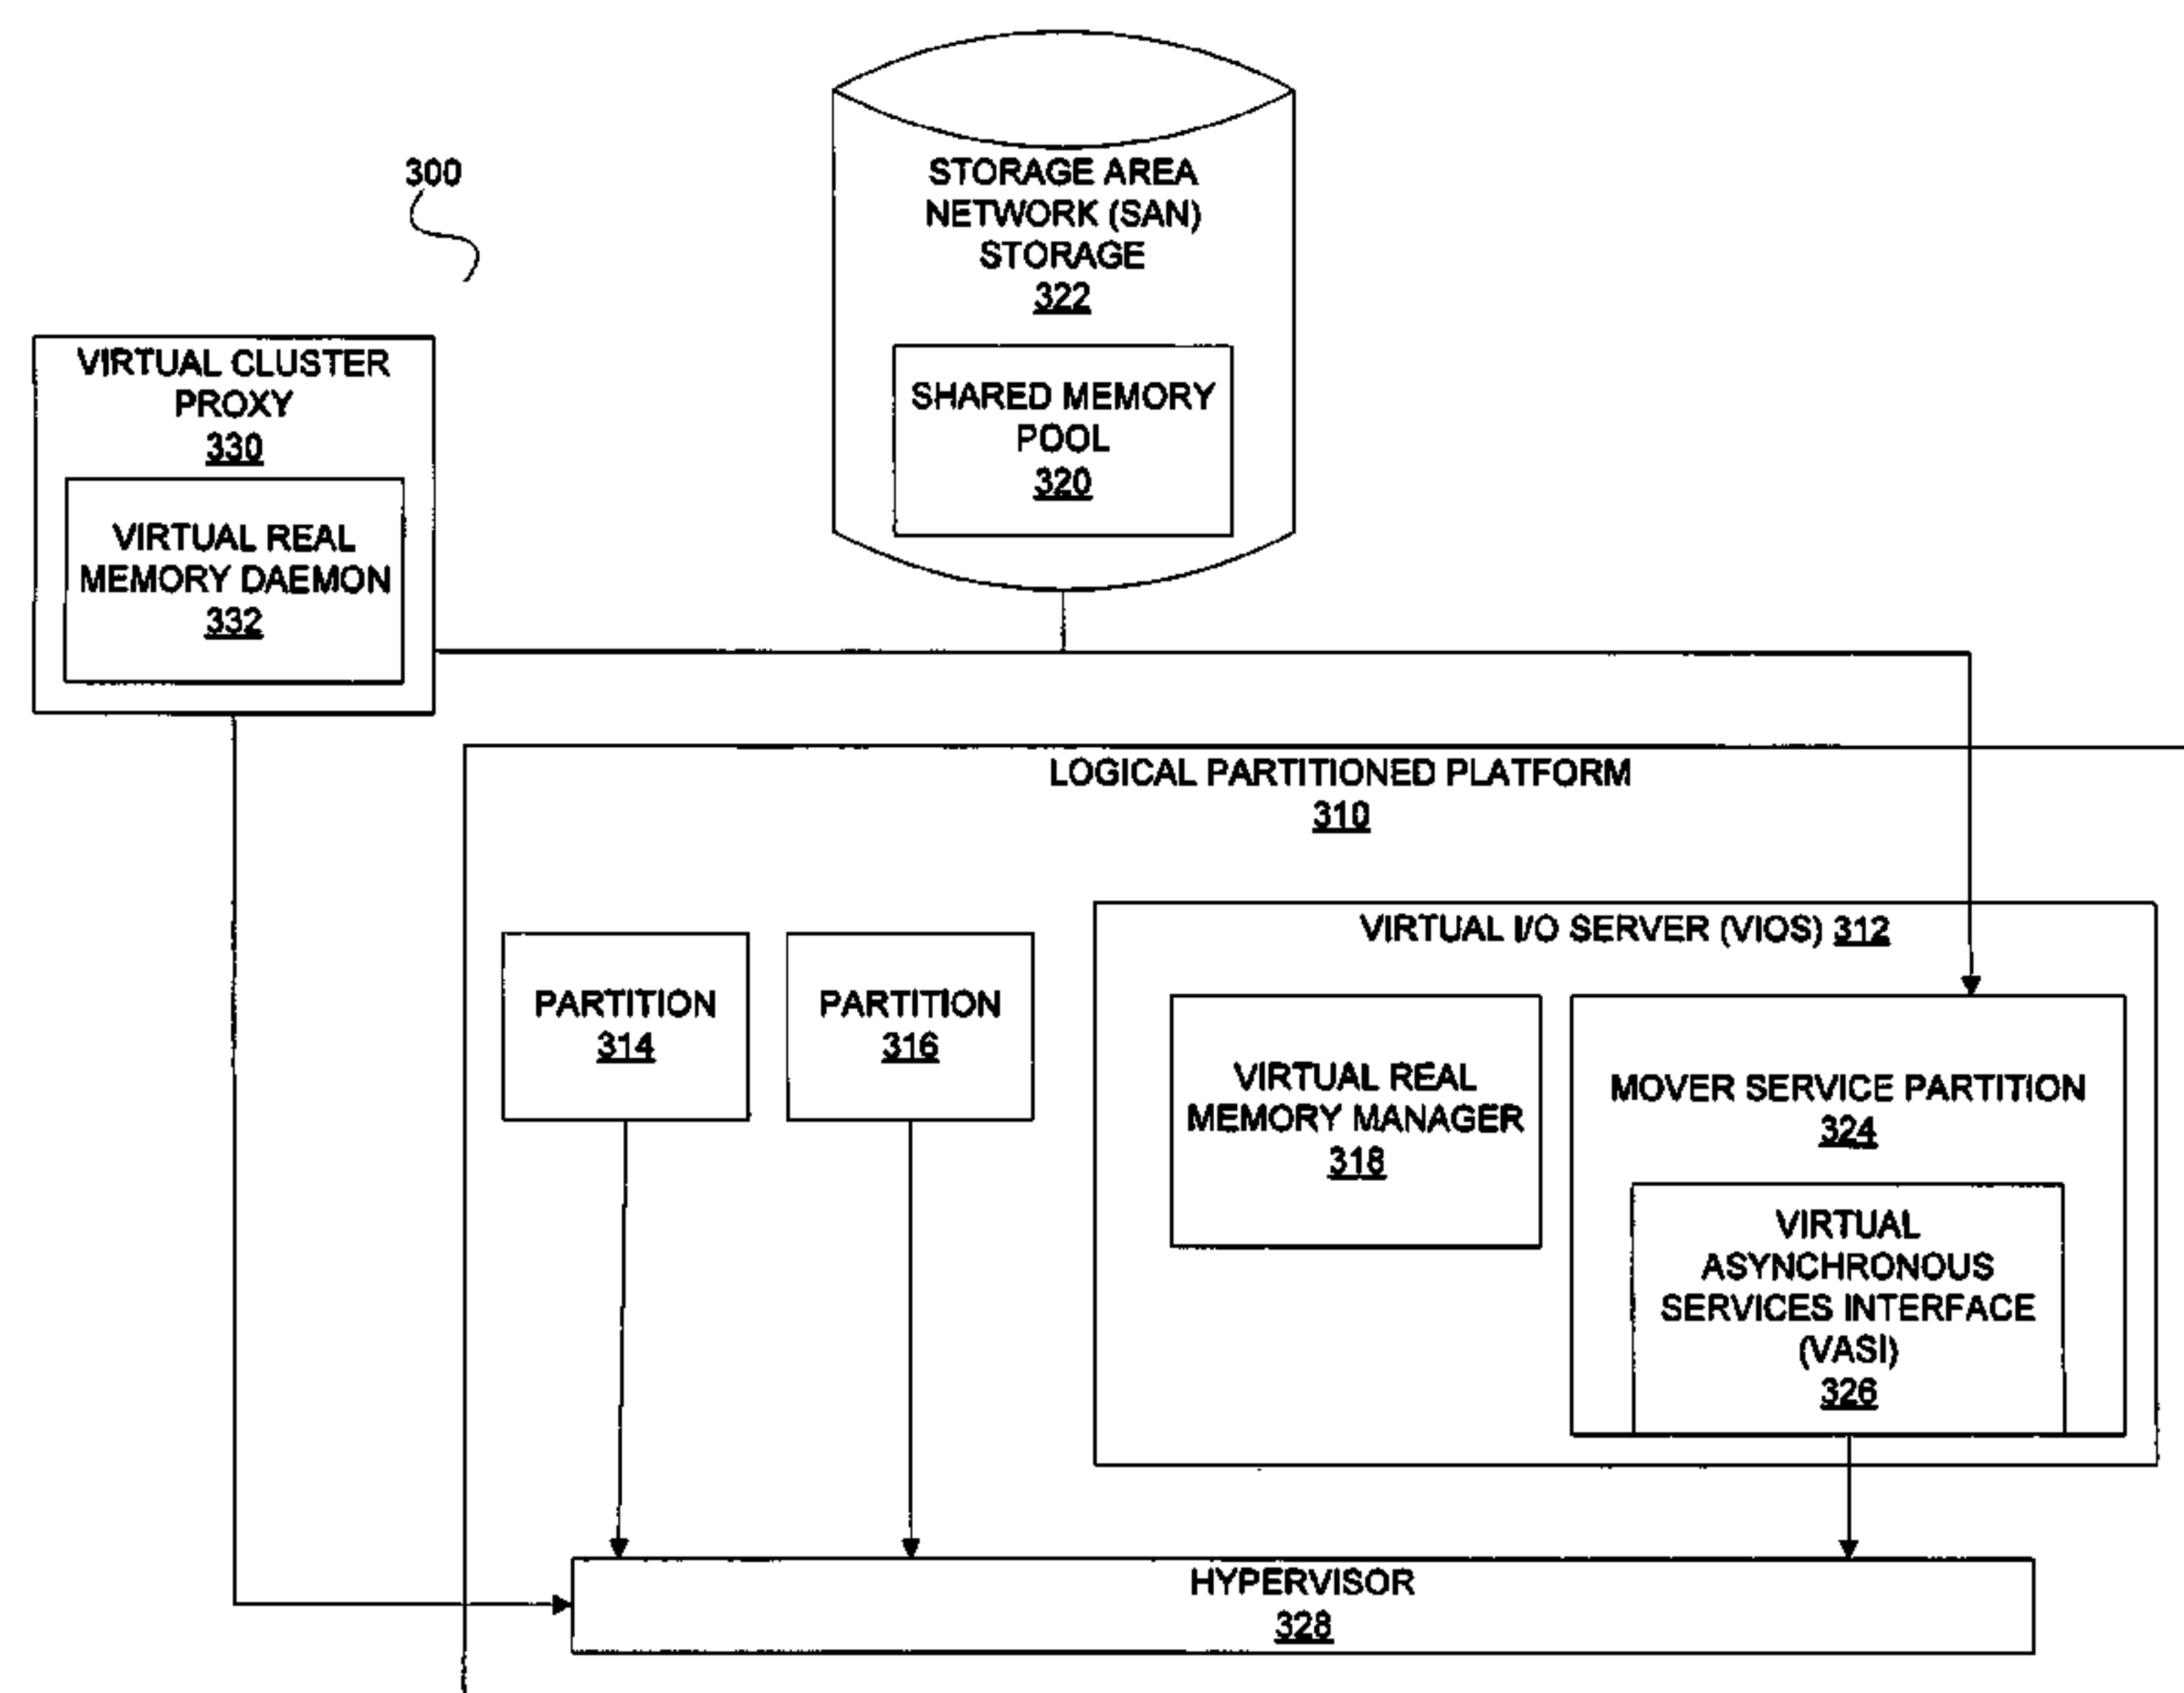 300
STORAGE AREA
NETWORK (SAN)
STORAGE
322
SHARED MEMORY
POOL
320
VIRTUAL CLUSTER
PROXY
330
VIRTUAL REAL
MEMORY DAEMON
332
LOGICAL PARTITIONED PLATFORM
310
PARTITION
314
PARTITION
316
VIRTUAL I/O SERVER (VIOS) 312
VIRTUAL REAL
MEMORY MANAGER
318
MOVER SERVICE PARTITION
324
VIRTUAL
ASYNCHRONOUS
SERVICES INTERFACE
(VASI)
326
HYPERVISOR
328